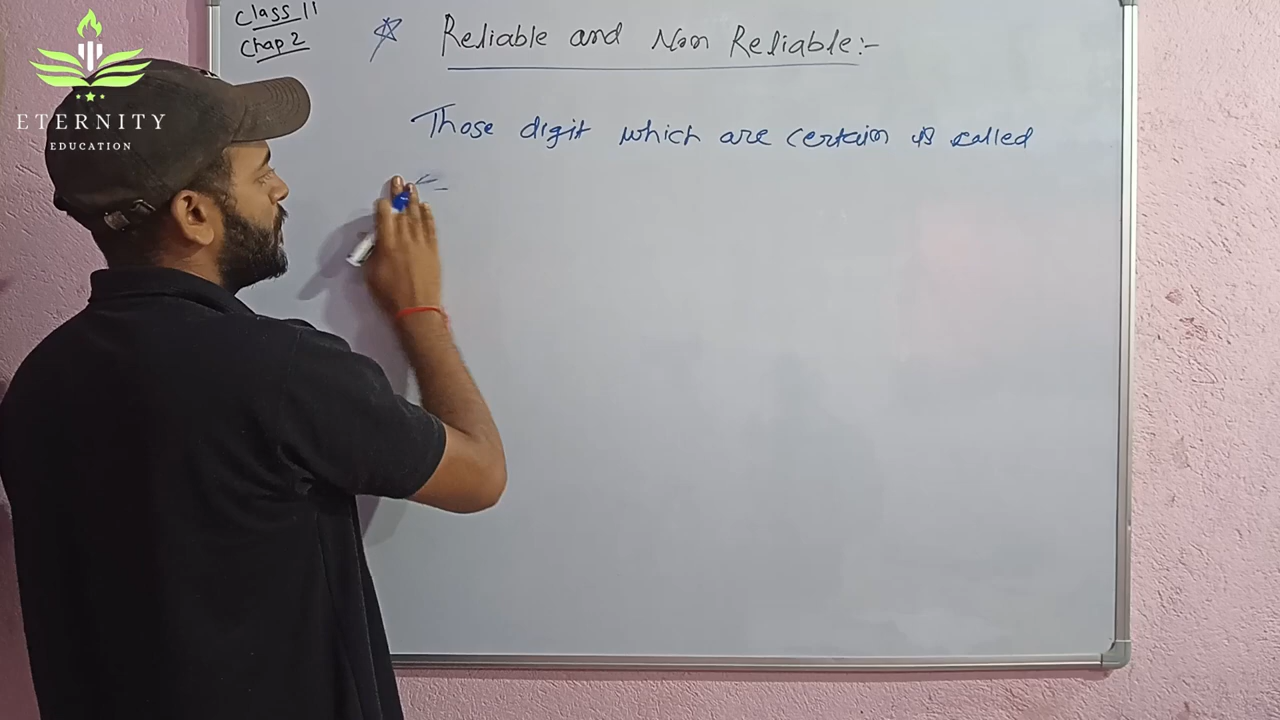 Class 11
Chap 2
Reliable and Non Reliable:-
Those digit which are certain is called
ETERNITY
EDUCATION